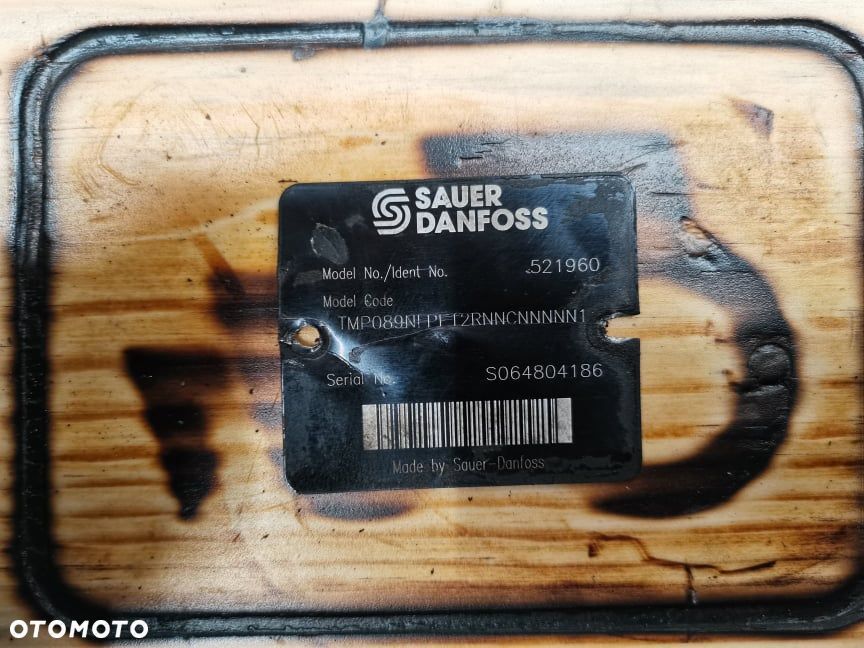 SAUER
DANFOSS
Model No./Ident No. 521960
Model Code
Serial No. S064804186
Made by Sauer-Danfoss
OTOMOTO